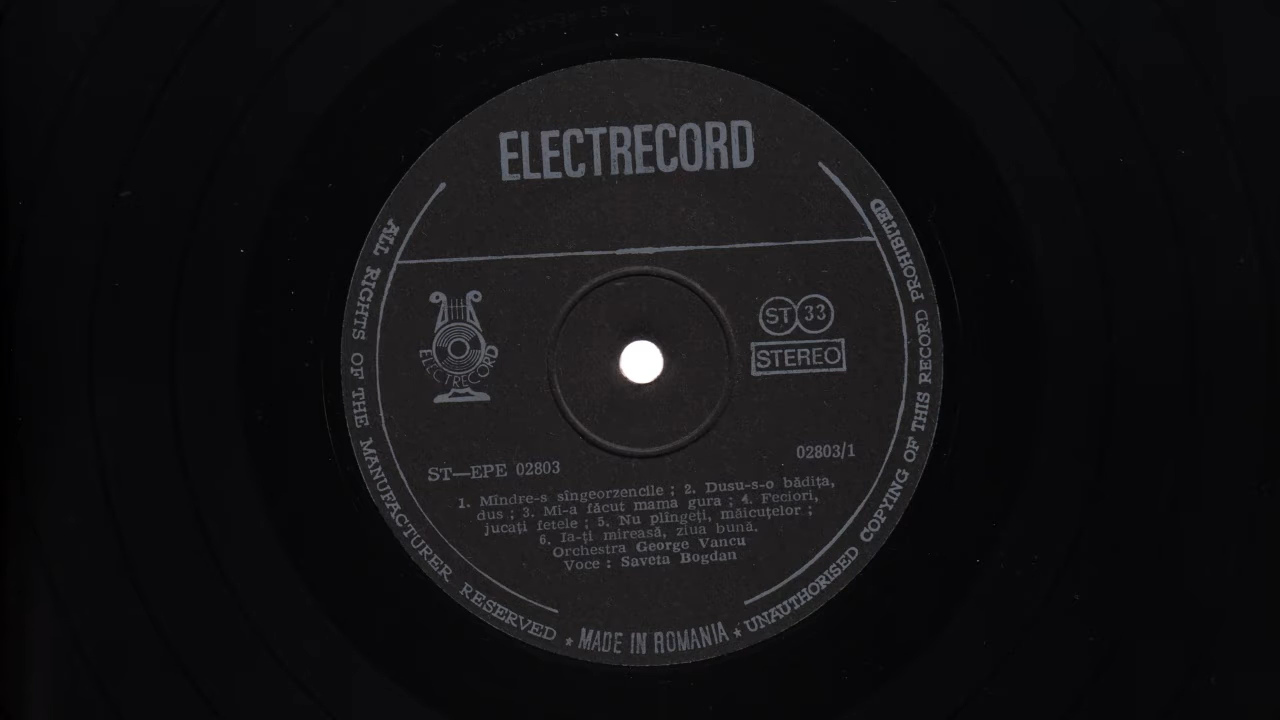 ELECTRECORD
ELECTRECORD
ST 33
STEREO
ST—EPE 02803
02803/1
1. Mîndre-s sîngeorzencile ; 2. Dusu-s-o bădița,
dus ; 3. Mi-a făcut mama gura ; 4. Feciori,
jucați fetele ; 5. Nu plîngeți, măicuțelor ;
6. Ia-ți mireasă, ziua bună.
Orchestra George Vancu
Voce : Saveta Bogdan
ALL RIGHTS OF THE MANUFACTURER RESERVED ★ MADE IN ROMANIA ★ UNAUTHORISED COPYING OF THIS RECORD PROHIBITED